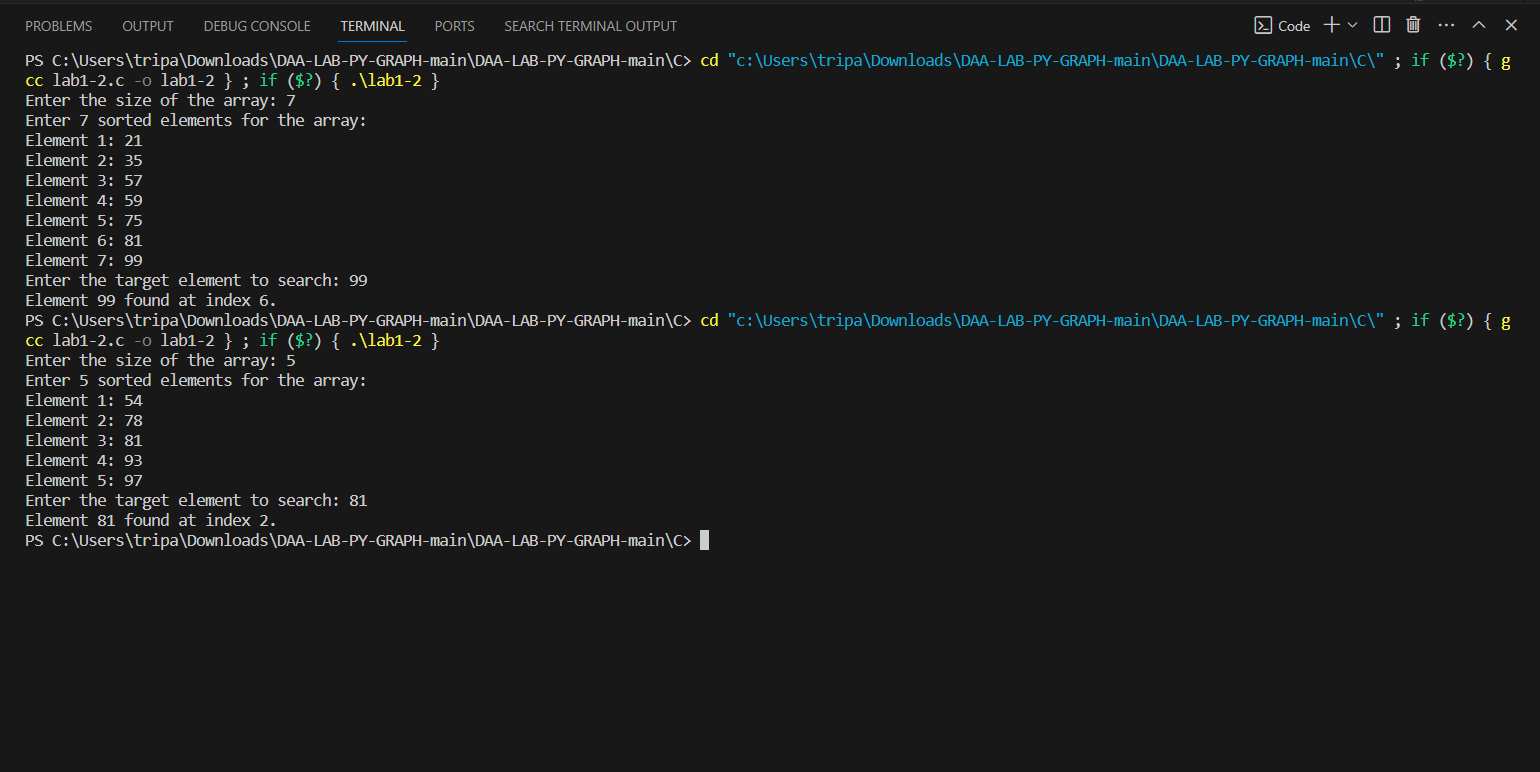 PROBLEMS OUTPUT DEBUG CONSOLE TERMINAL PORTS SEARCH TERMINAL OUTPUT Code
PS C:\Users\tripa\Downloads\DAA-LAB-PY-GRAPH-main\DAA-LAB-PY-GRAPH-main\C> cd "c:\Users\tripa\Downloads\DAA-LAB-PY-GRAPH-main\DAA-LAB-PY-GRAPH-main\C\" ; if ($?) { g
cc lab1-2.c -o lab1-2 } ; if ($?) { .\lab1-2 }
Enter the size of the array: 7
Enter 7 sorted elements for the array:
Element 1: 21
Element 2: 35
Element 3: 57
Element 4: 59
Element 5: 75
Element 6: 81
Element 7: 99
Enter the target element to search: 99
Element 99 found at index 6.
PS C:\Users\tripa\Downloads\DAA-LAB-PY-GRAPH-main\DAA-LAB-PY-GRAPH-main\C> cd "c:\Users\tripa\Downloads\DAA-LAB-PY-GRAPH-main\DAA-LAB-PY-GRAPH-main\C\" ; if ($?) { g
cc lab1-2.c -o lab1-2 } ; if ($?) { .\lab1-2 }
Enter the size of the array: 5
Enter 5 sorted elements for the array:
Element 1: 54
Element 2: 78
Element 3: 81
Element 4: 93
Element 5: 97
Enter the target element to search: 81
Element 81 found at index 2.
PS C:\Users\tripa\Downloads\DAA-LAB-PY-GRAPH-main\DAA-LAB-PY-GRAPH-main\C>